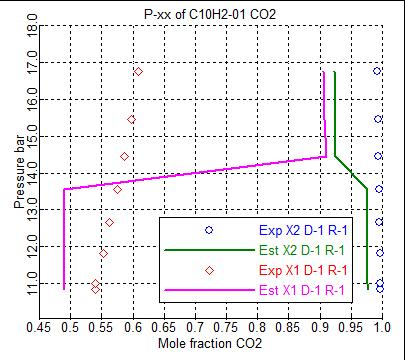 P-xx of C10H2-01 CO2
Pressure bar
18.0
17.0
16.0
15.0
14.0
13.0
12.0
11.0
Exp X2 D-1 R-1
Est X2 D-1 R-1
Exp X1 D-1 R-1
Est X1 D-1 R-1
0.45 0.5 0.55 0.6 0.65 0.7 0.75 0.8 0.85 0.9 0.95 1.0
Mole fraction CO2